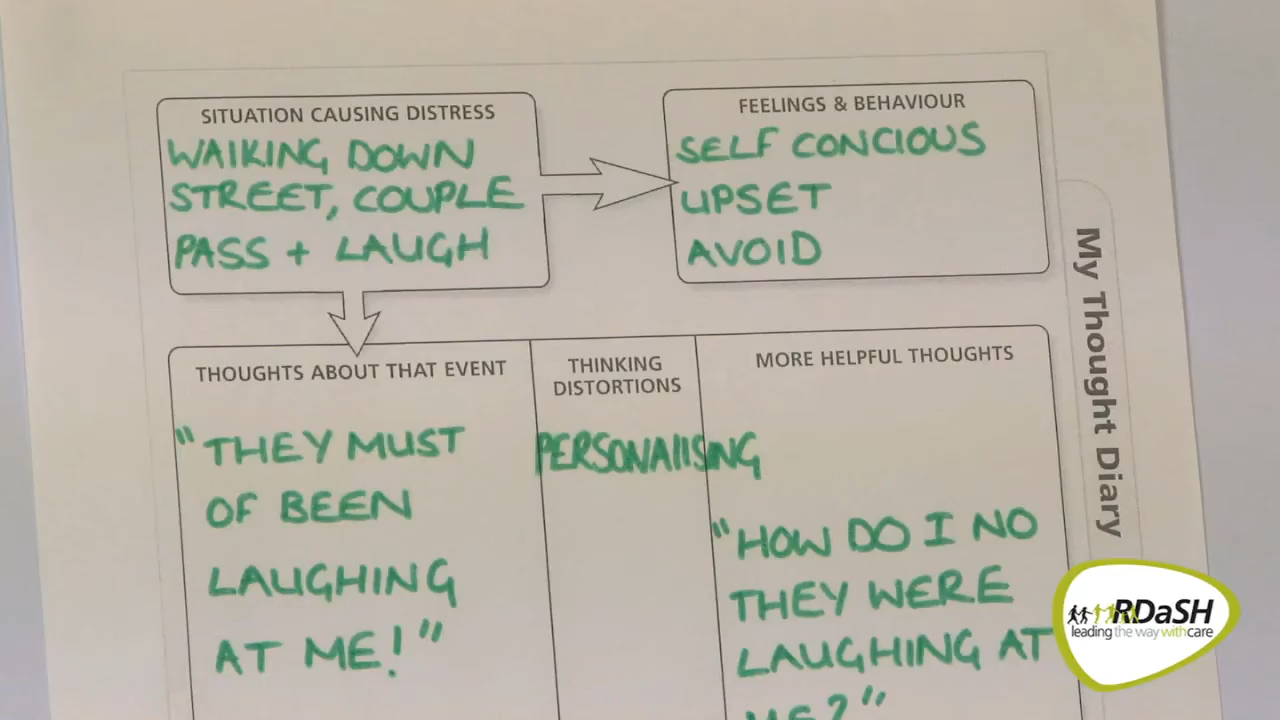 SITUATION CAUSING DISTRESS
WALKING DOWN
STREET, COUPLE
PASS + LAUGH
FEELINGS & BEHAVIOUR
SELF CONCIOUS
UPSET
AVOID
THOUGHTS ABOUT THAT EVENT
"THEY MUST
OF BEEN
LAUGHING
AT ME!"
THINKING
DISTORTIONS
PERSONALISING
MORE HELPFUL THOUGHTS
"HOW DO I NO
THEY WERE
LAUGHING AT
ME?"
My Thought Diary
RDaSH
leading the way with care